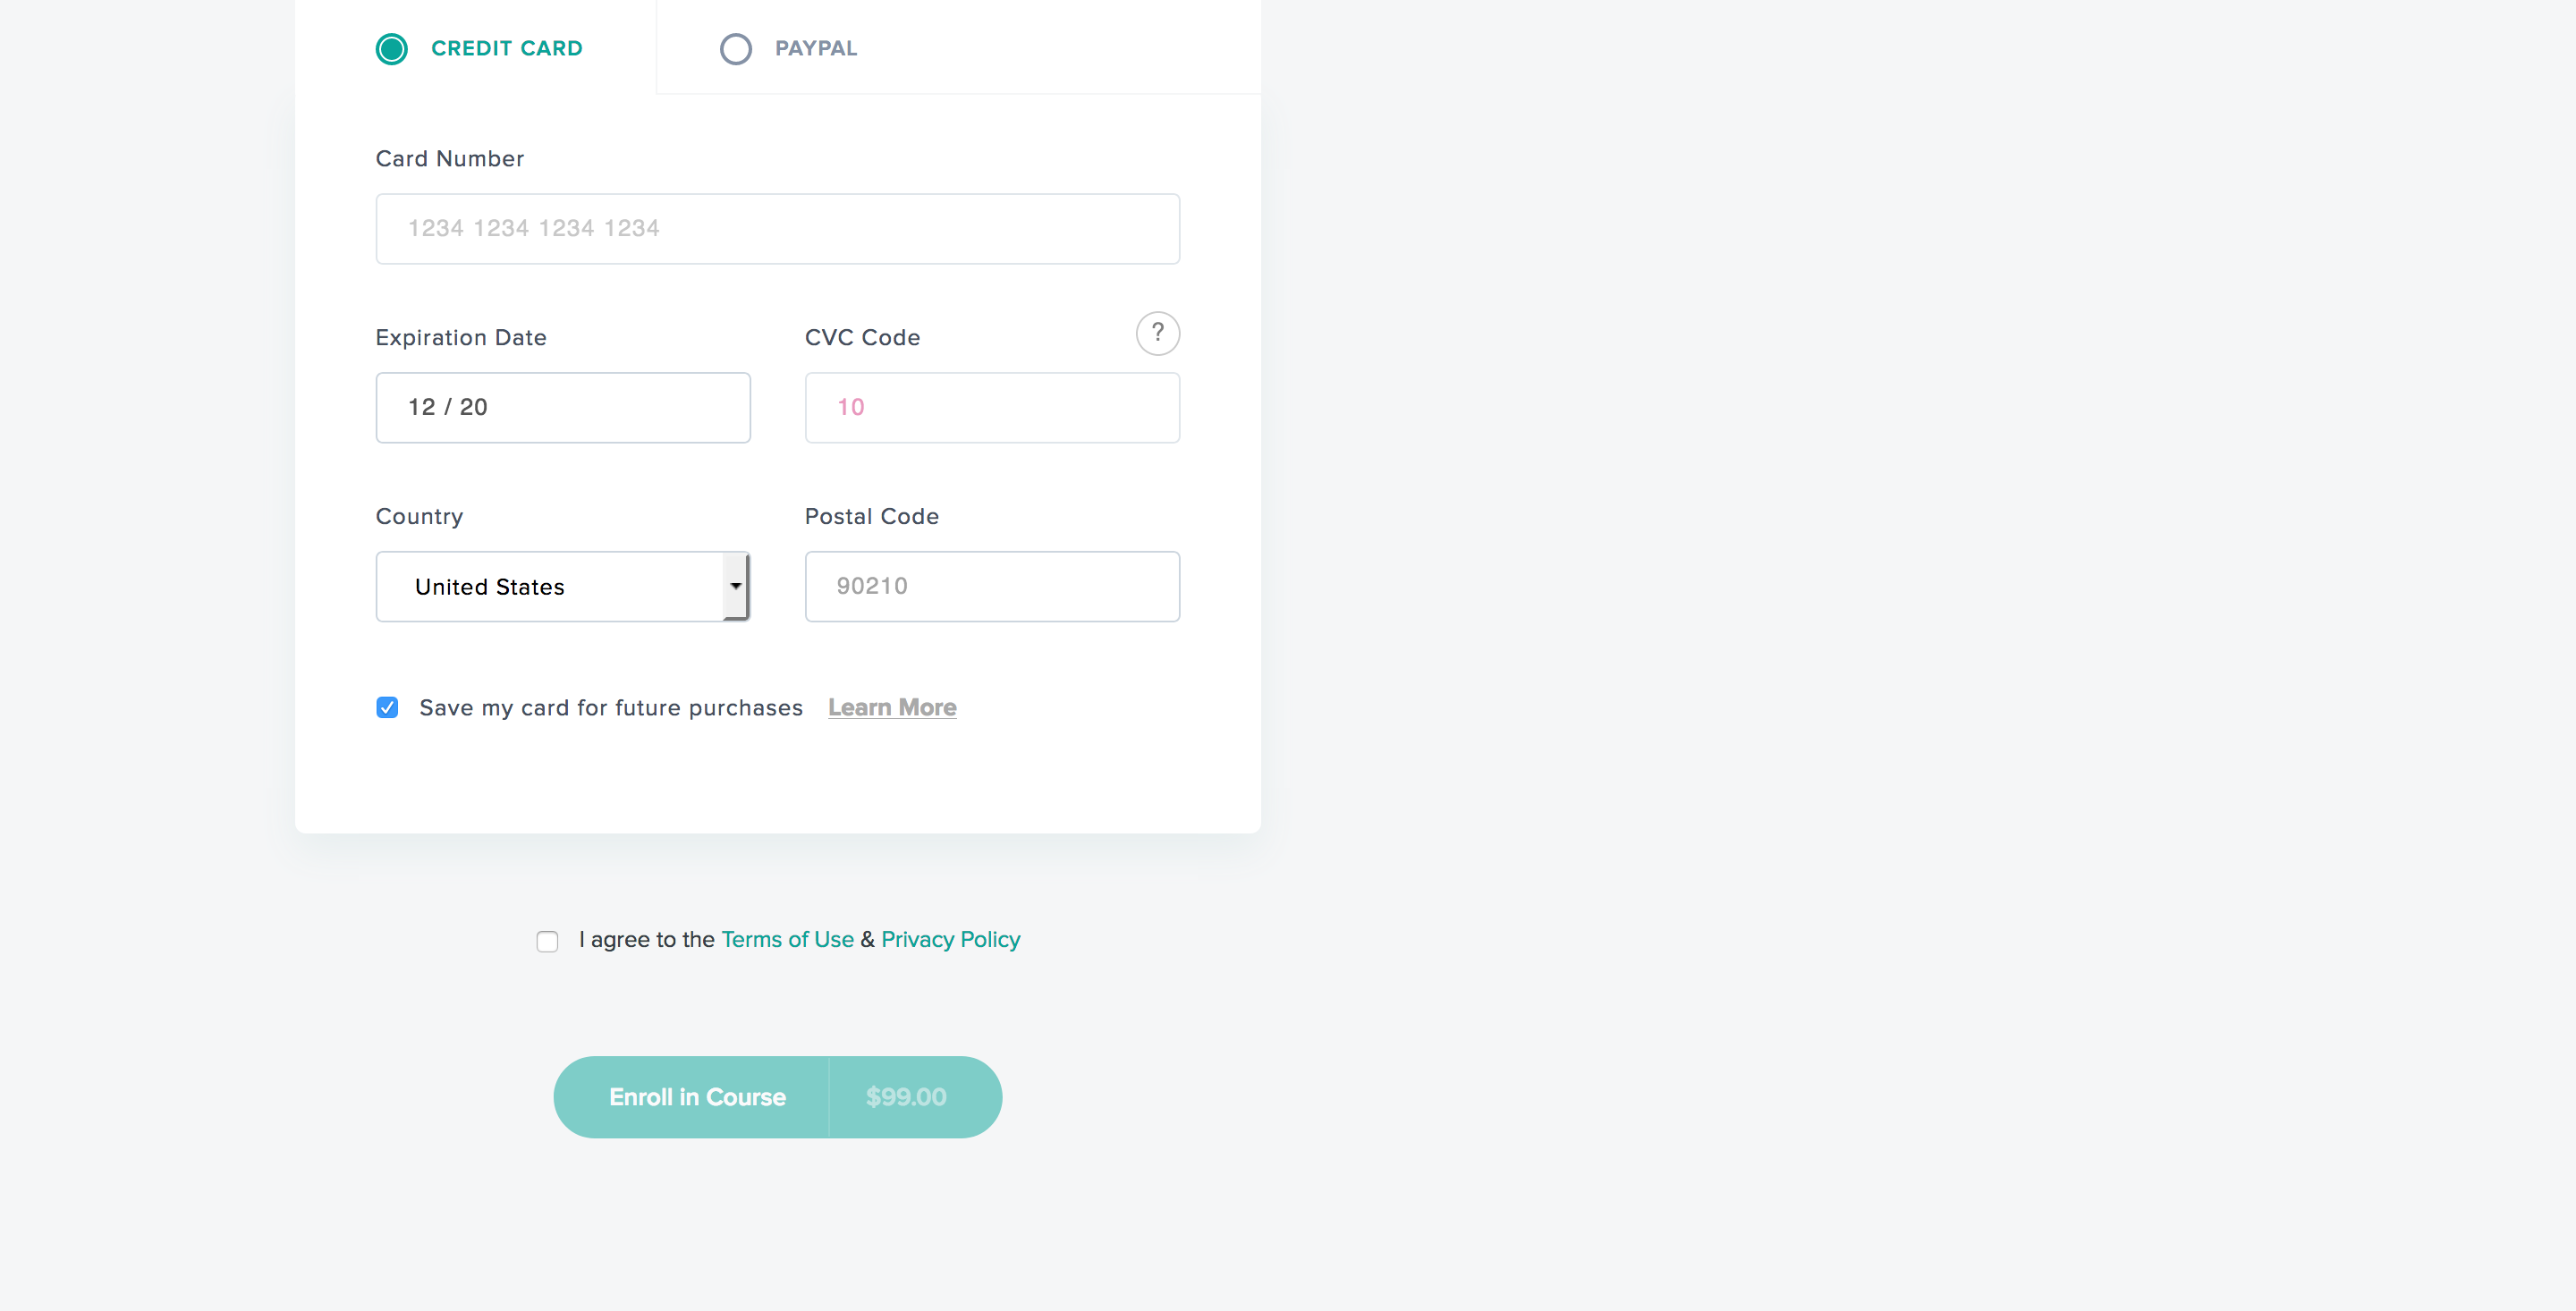 CREDIT CARD PAYPAL
Card Number
1234 1234 1234 1234
Expiration Date CVC Code ?
12 / 20 10
Country Postal Code
United States 90210
Save my card for future purchases Learn More
I agree to the Terms of Use & Privacy Policy
Enroll in Course $99.00